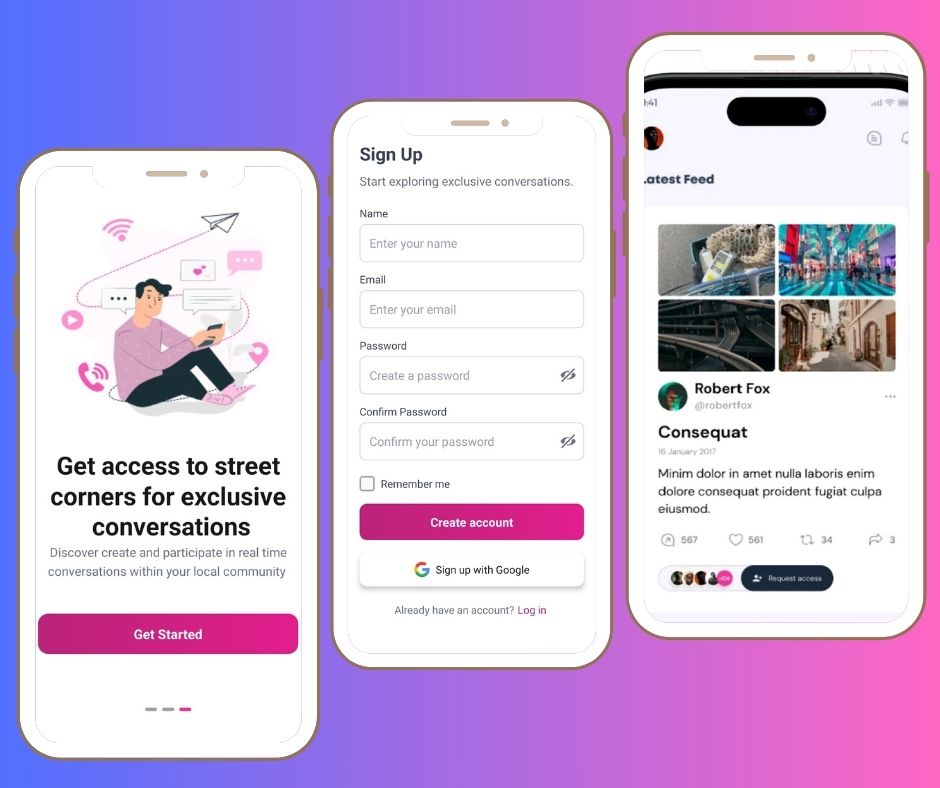 Get access to street
corners for exclusive
conversations
Discover create and participate in real time
conversations within your local community
Get Started
Sign Up
Start exploring exclusive conversations.
Name
Enter your name
Email
Enter your email
Password
Create a password
Confirm Password
Confirm your password
Remember me
Create account
Sign up with Google
Already have an account? Log in
:41
atest Feed
Robert Fox
@robertfox
Consequat
16 January 2017
Minim dolor in amet nulla laboris enim
dolore consequat proident fugiat culpa
eiusmod.
567 561 34 3
Request access